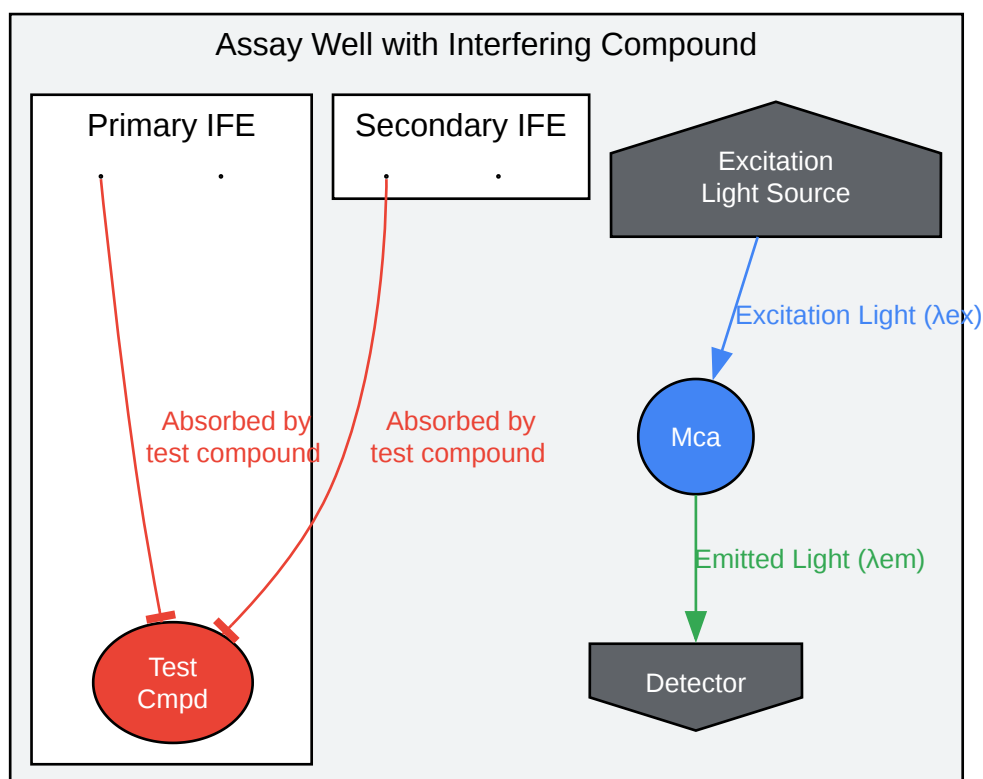 Assay Well with Interfering Compound
Primary IFE
Secondary IFE
Excitation
Light Source
Excitation Light (λex)
Absorbed by
test compound
Absorbed by
test compound
Mca
Emitted Light (λem)
Test
Cmpd
Detector